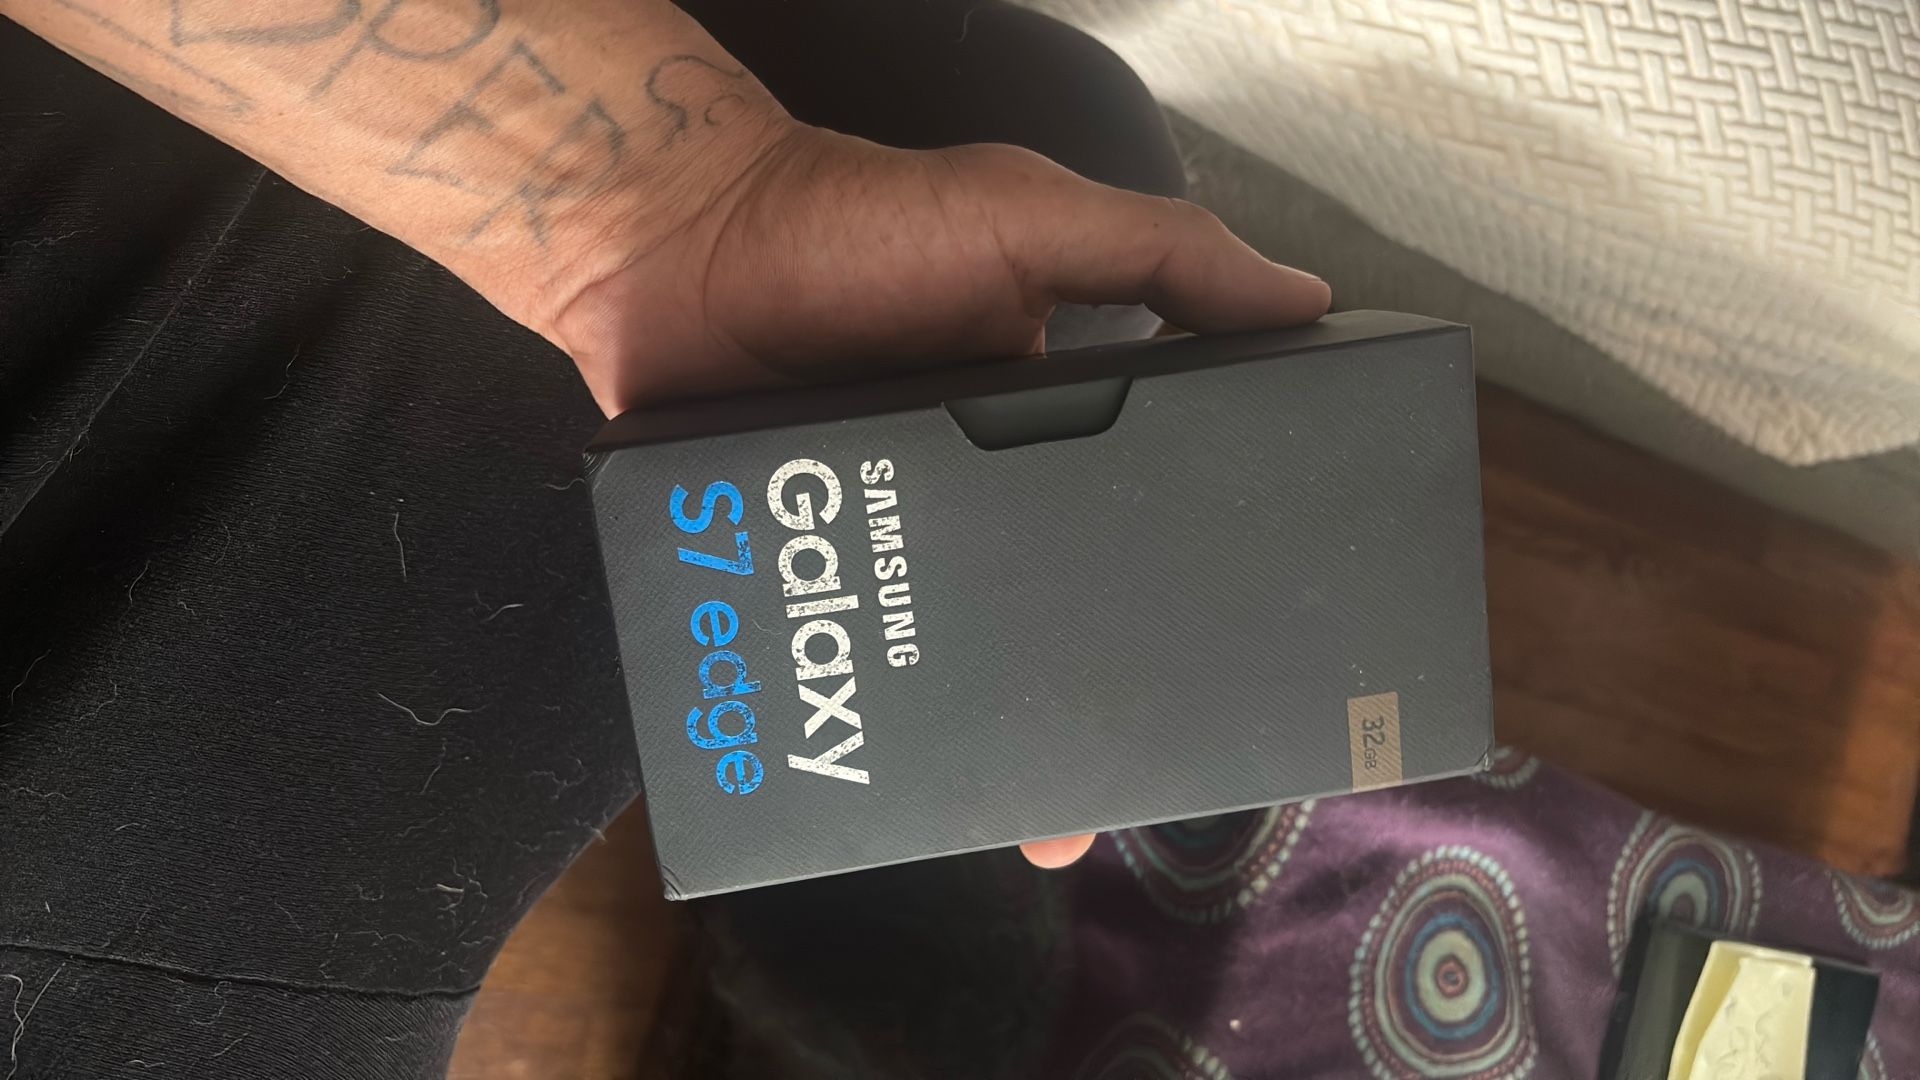 SAMSUNG
Galaxy
S7 edge
32GB